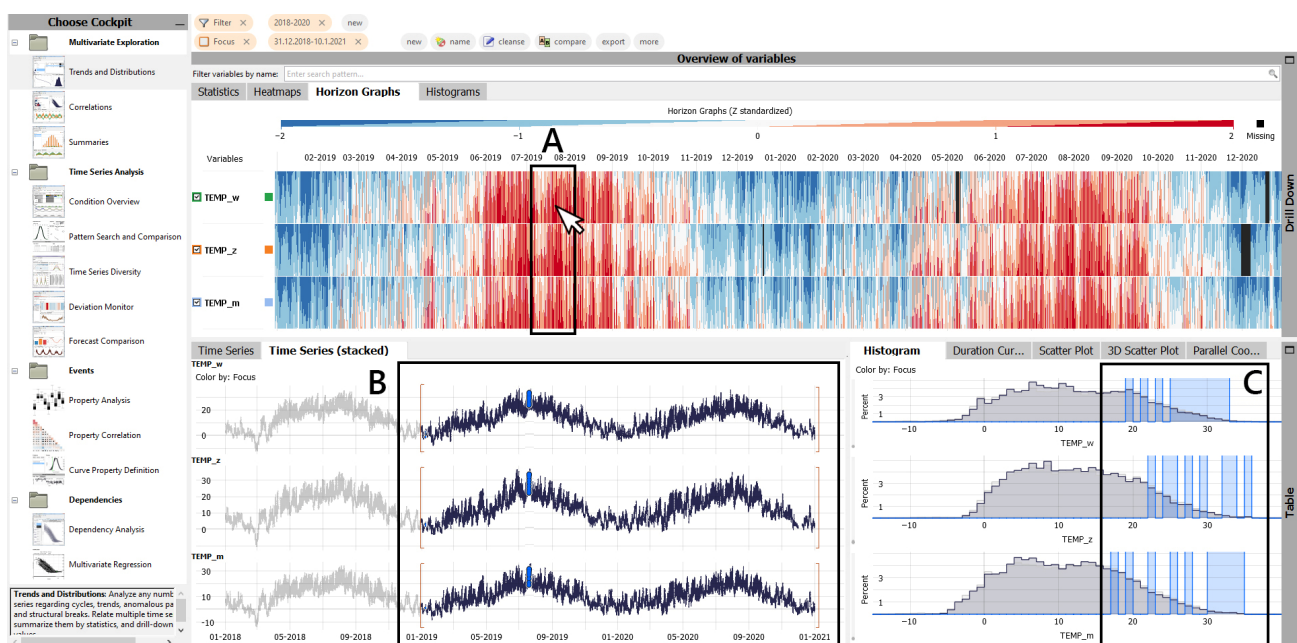 Choose Cockpit
Multivariate Exploration
Trends and Distributions
Correlations
Summaries
Time Series Analysis
Condition Overview
Pattern Search and Comparison
Time Series Diversity
Deviation Monitor
Forecast Comparison
Events
Property Analysis
Property Correlation
Curve Property Definition
Dependencies
Dependency Analysis
Multivariate Regression
Trends and Distributions: Analyze any numb
series regarding cycles, trends, anomalous pa
and structural breaks. Relate multiple time se
summarize them by statistics, and drill-down
Filter × 2018-2020 × new
Focus × 31.12.2018-10.1.2021 × new name cleanse compare export more
Overview of variables
Filter variables by name: Enter search pattern...
Statistics Heatmaps Horizon Graphs Histograms
Horizon Graphs (Z standardized)
-2 -1 0 1 2 Missing
A
Variables 02-2019 03-2019 04-2019 05-2019 06-2019 07-2019 08-2019 09-2019 10-2019 11-2019 12-2019 01-2020 02-2020 03-2020 04-2020 05-2020 06-2020 07-2020 08-2020 09-2020 10-2020 11-2020 12-2020
TEMP_w
TEMP_z
TEMP_m
Drill Down
Time Series Time Series (stacked)
TEMP_w
Color by: Focus
B
20
0
TEMP_z
30
20
10
0
TEMP_m
30
10
-10
01-2018 05-2018 09-2018 01-2019 05-2019 09-2019 01-2020 05-2020 09-2020 01-2021
Histogram Duration Cur... Scatter Plot 3D Scatter Plot Parallel Coo...
Color by: Focus
C
Percent
3
1
-10 0 10 20 30
TEMP_w
Percent
3
1
-10 0 10 20 30
TEMP_z
Percent
3
1
-10 0 10 20 30
TEMP_m
Table